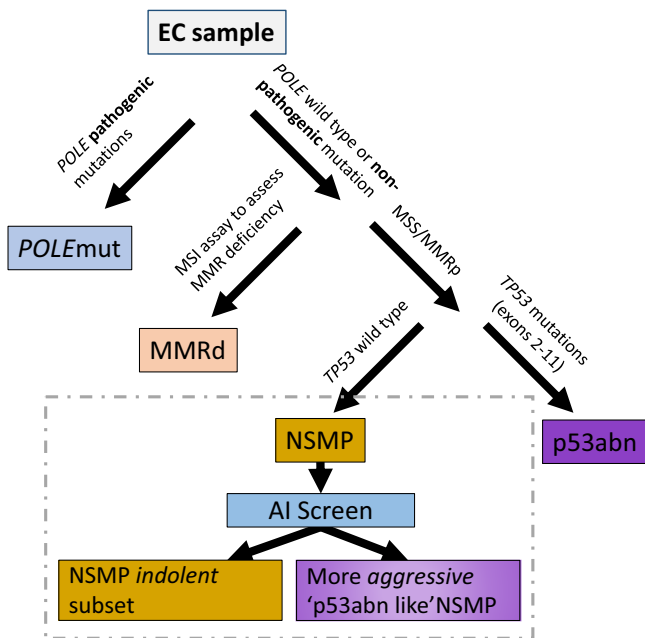 EC sample
POLE pathogenic
mutations
POLE wild type or non-
pathogenic mutation
MSI assay to assess
MMR deficiency
MSS/MMRp
POLEmut
MMRd
TP53 wild type
TP53 mutations
(exons 2-11)
NSMP
p53abn
AI Screen
NSMP indolent
subset
More aggressive
‘p53abn like’NSMP